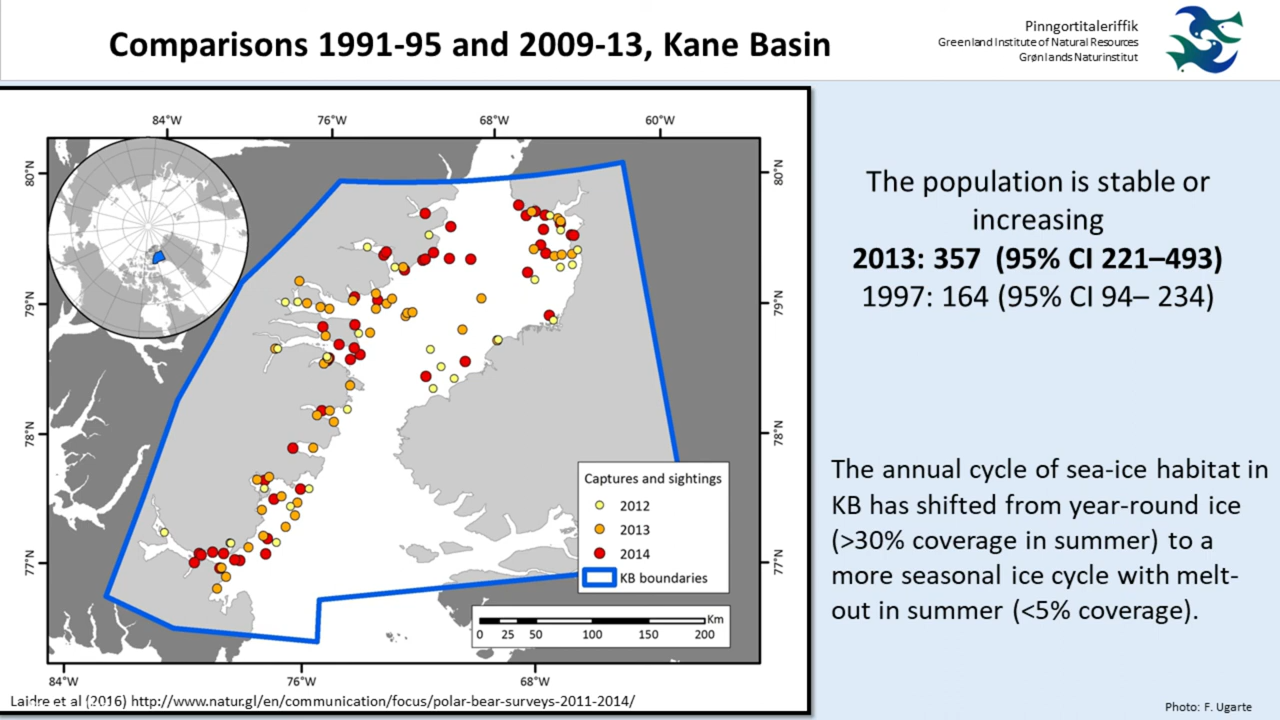 Comparisons 1991-95 and 2009-13, Kane Basin
Pinngortitaleriffik
Greenland Institute of Natural Resources
Grønlands Naturinstitut
84°W 76°W 68°W 60°W
80°N 80°N
79°N 79°N
78°N 78°N
77°N 77°N
Captures and sightings
2012
2013
2014
KB boundaries
Km
0 25 50 100 150 200
84°W 76°W 68°W
Laidre et al (2016) http://www.natur.gl/en/communication/focus/polar-bear-surveys-2011-2014/
The population is stable or
increasing
2013: 357 (95% CI 221–493)
1997: 164 (95% CI 94– 234)
The annual cycle of sea-ice habitat in
KB has shifted from year-round ice
(>30% coverage in summer) to a
more seasonal ice cycle with melt-
out in summer (<5% coverage).
Photo: F. Ugarte